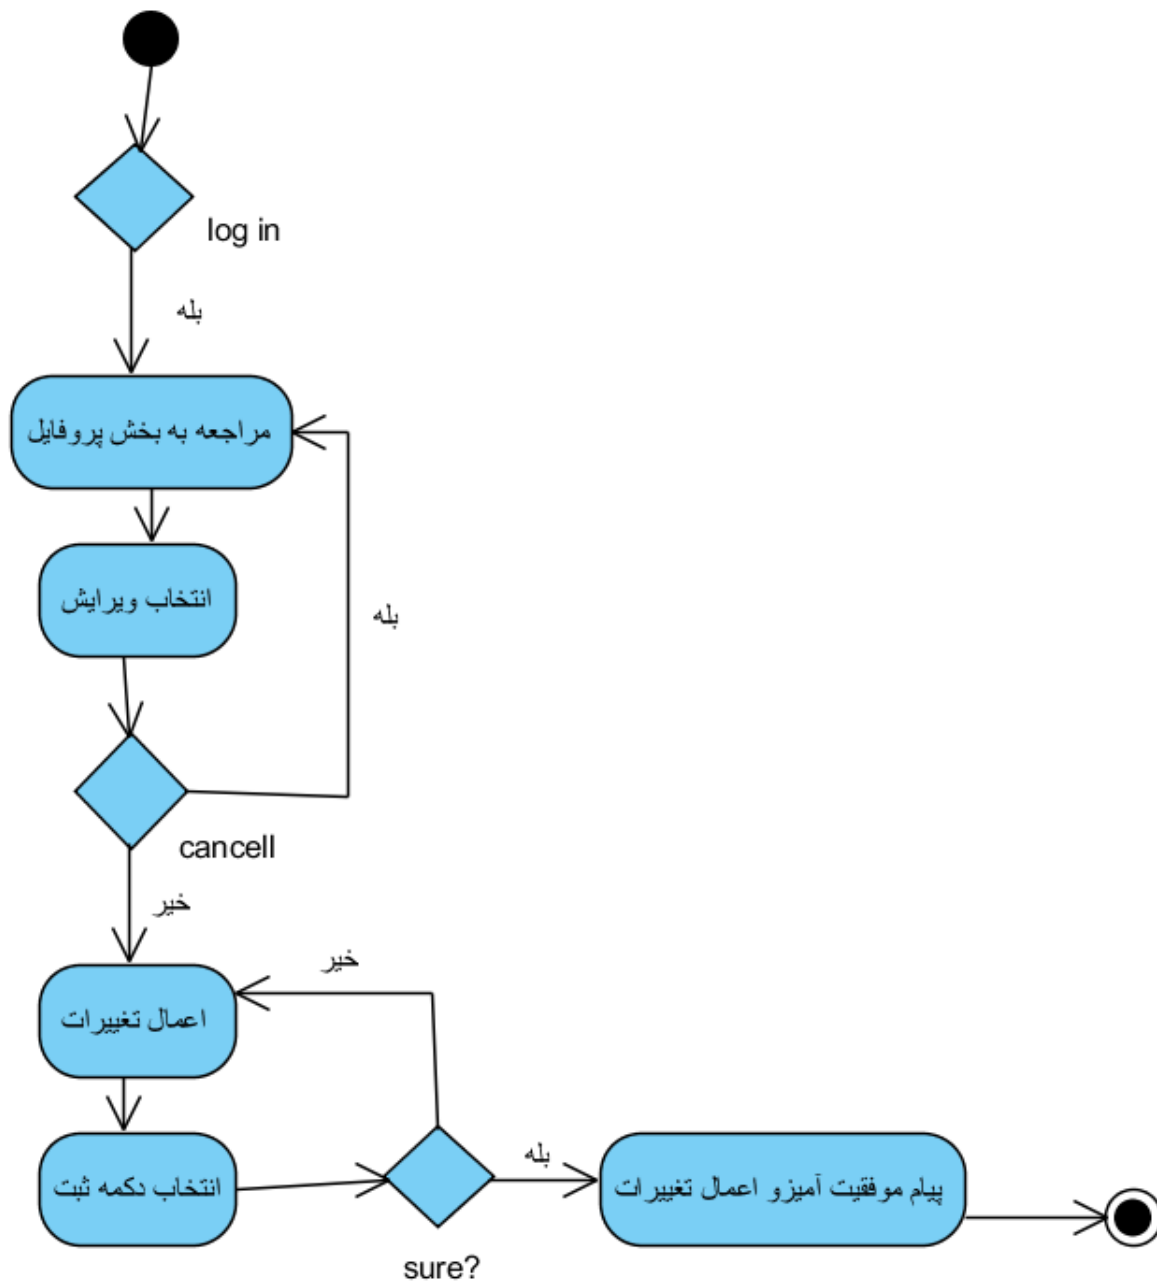 log in
بله
مراجعه به بخش پروفایل
انتخاب ویرایش
بله
cancell
خیر
خیر
اعمال تغییرات
انتخاب دکمه ثبت
sure?
بله
پیام موفقیت آمیزو اعمال تغییرات